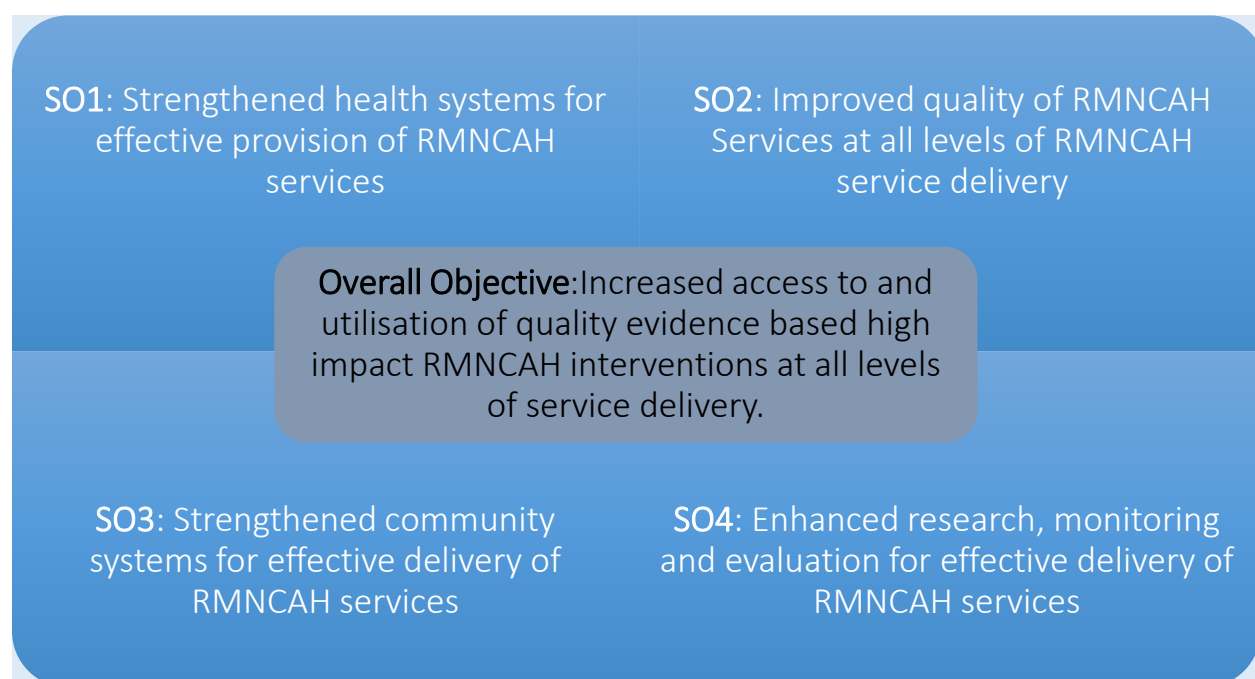 SO1: Strengthened health systems for
effective provision of RMNCAH
services
SO2: Improved quality of RMNCAH
Services at all levels of RMNCAH
service delivery
Overall Objective:Increased access to and
utilisation of quality evidence based high
impact RMNCAH interventions at all levels
of service delivery.
SO3: Strengthened community
systems for effective delivery of
RMNCAH services
SO4: Enhanced research, monitoring
and evaluation for effective delivery of
RMNCAH services